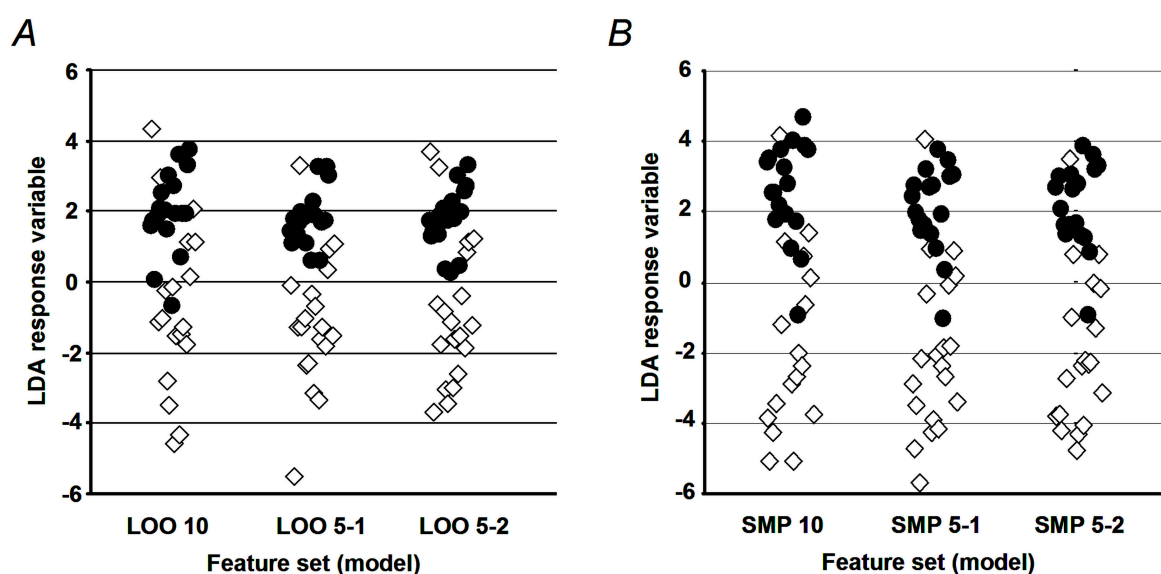 A
B
LDA response variable
6
4
2
0
-2
-4
-6
LOO 10 LOO 5-1 LOO 5-2
Feature set (model)
LDA response variable
6
4
2
0
-2
-4
-6
SMP 10 SMP 5-1 SMP 5-2
Feature set (model)